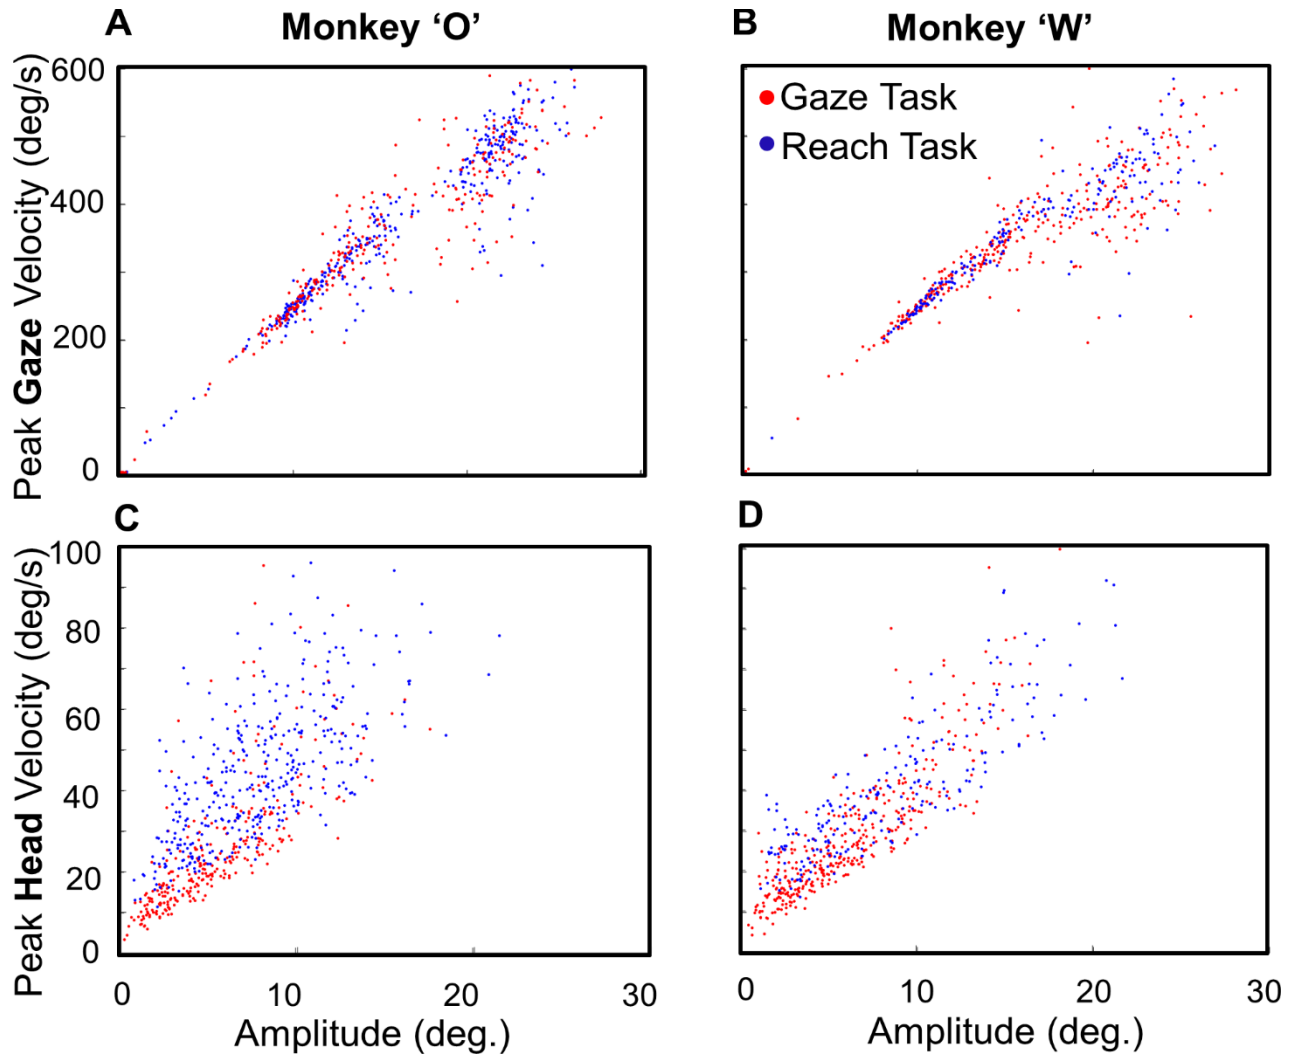 A Monkey ‘O’
B Monkey ‘W’
Peak Gaze Velocity (deg/s)
600
400
200
0
Gaze Task
Reach Task
C
D
Peak Head Velocity (deg/s)
100
80
60
40
20
0
0 10 20 30
Amplitude (deg.)
0 10 20 30
Amplitude (deg.)